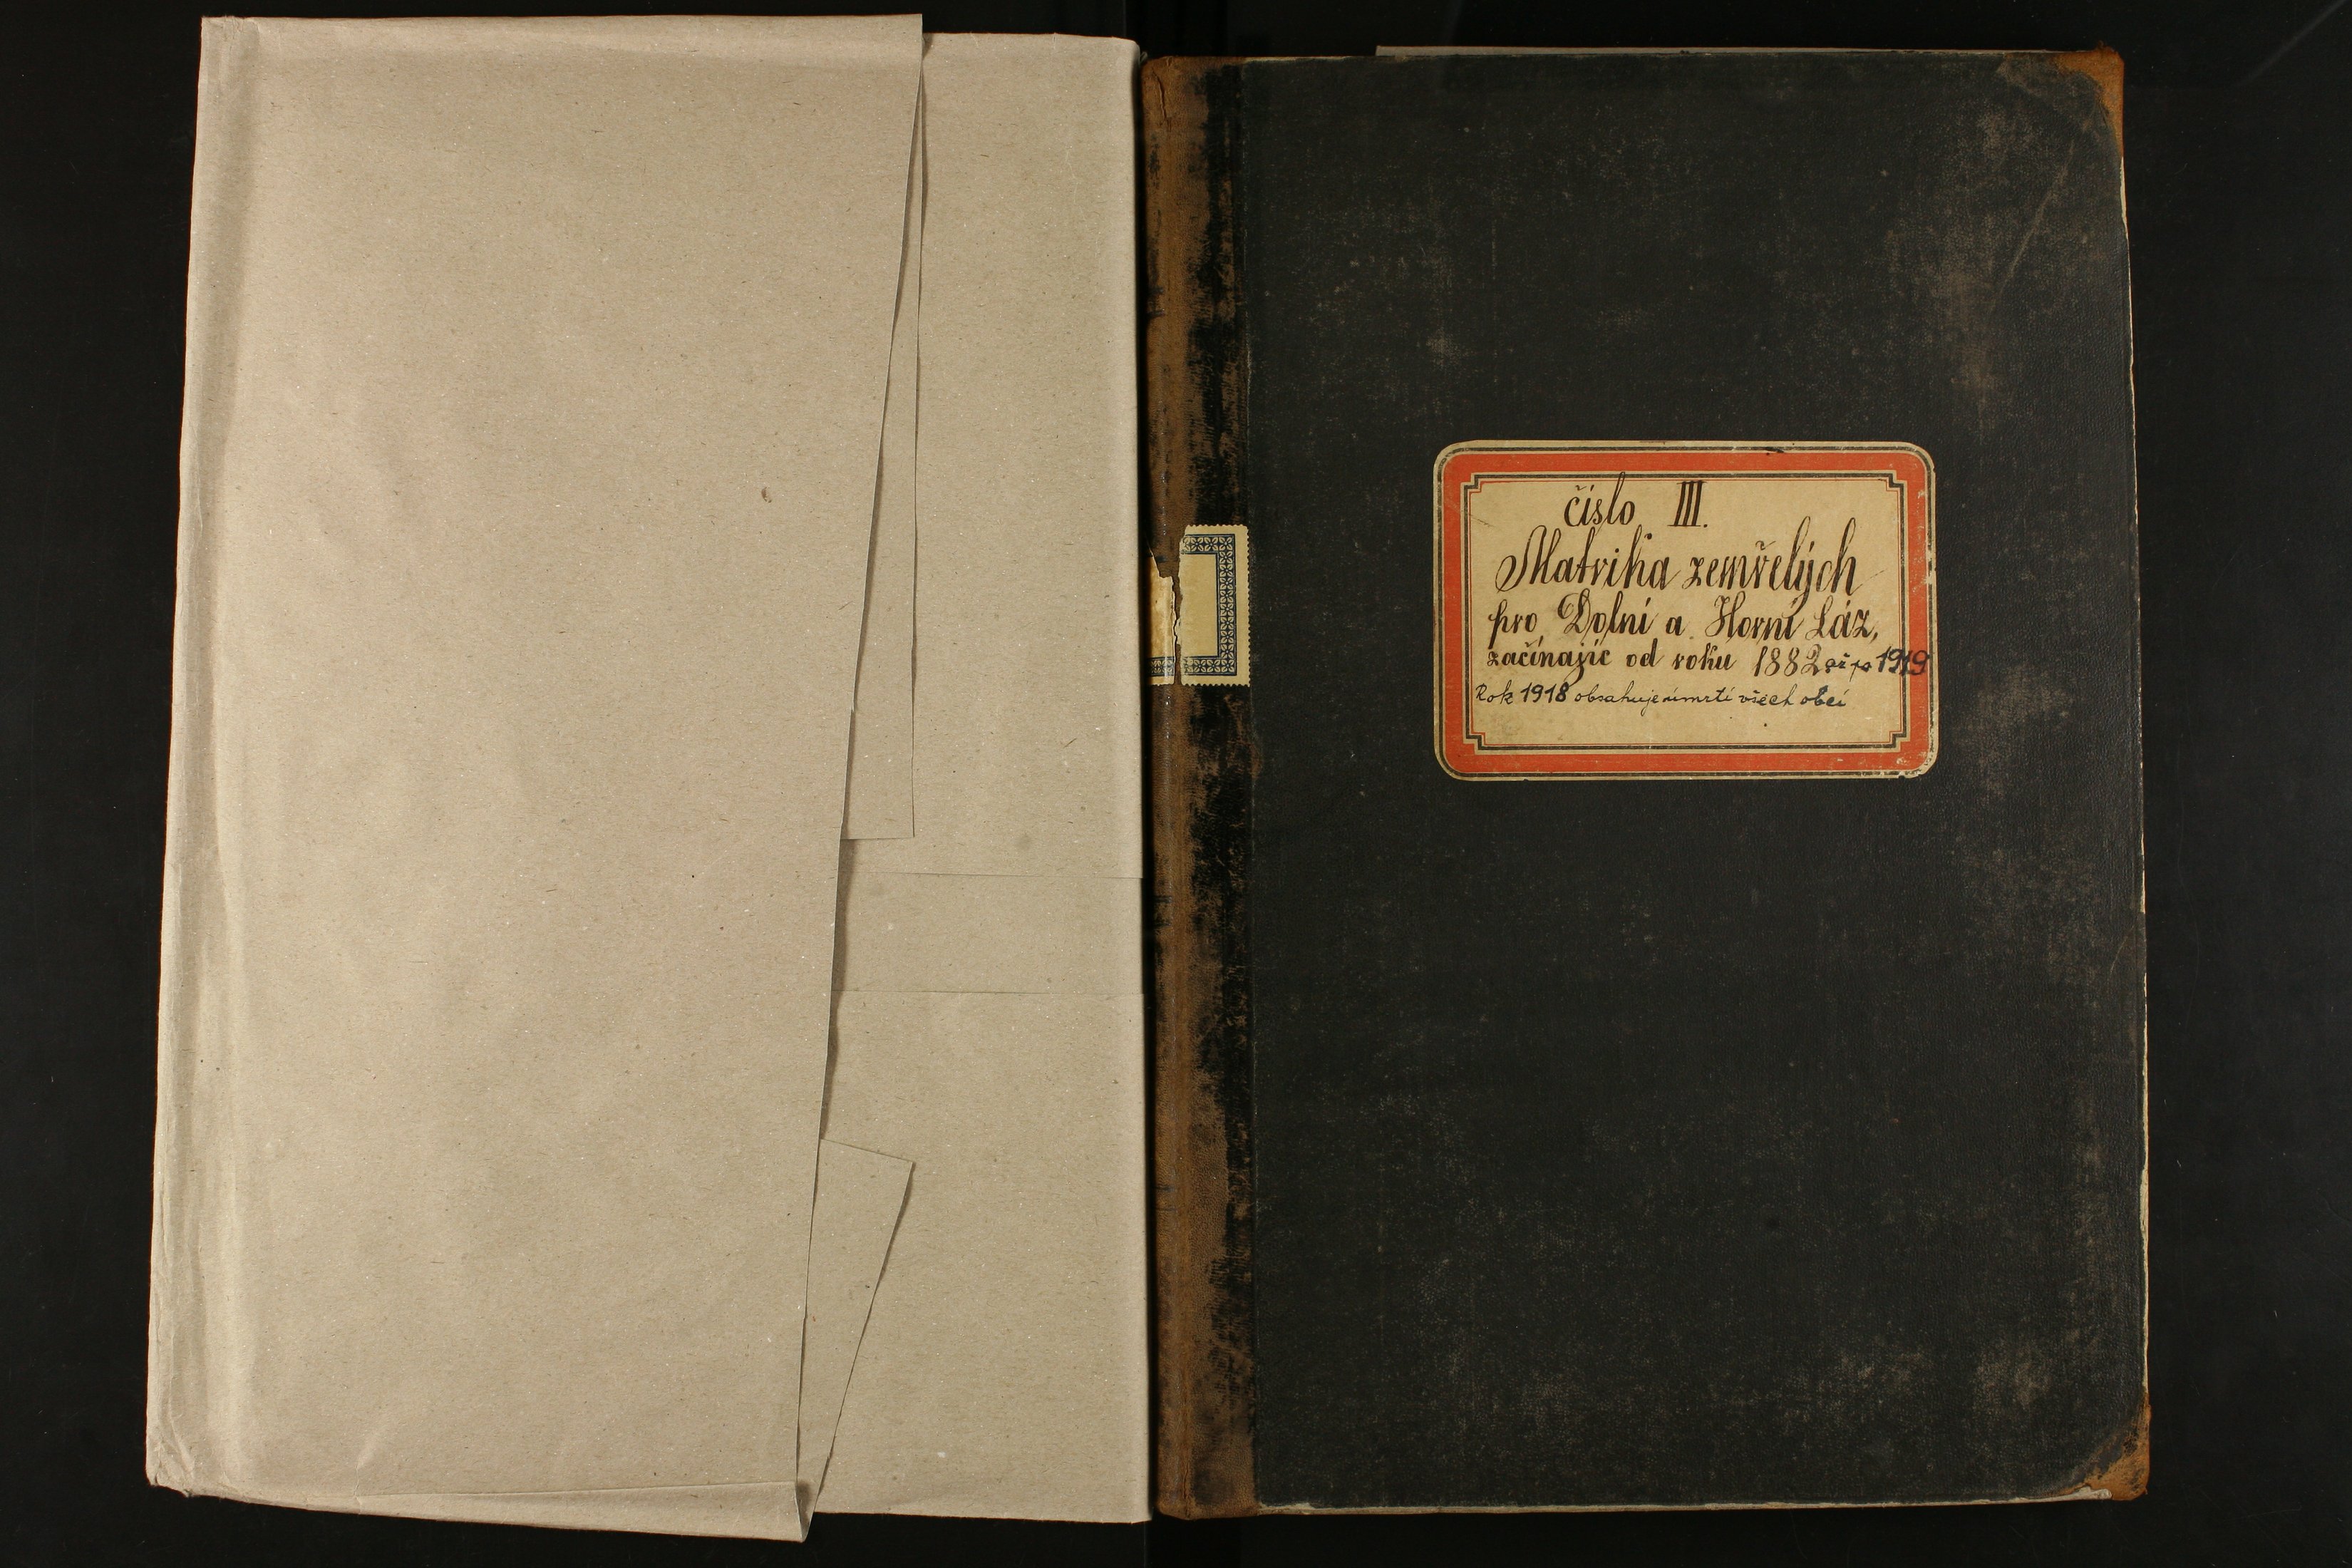 číslo III.
Matrika zemřelých
pro Dolní a Horní Láz,
začínajíc od roku 1882 až po 1919
Rok 1918 obsahuje úmrtí všech obcí